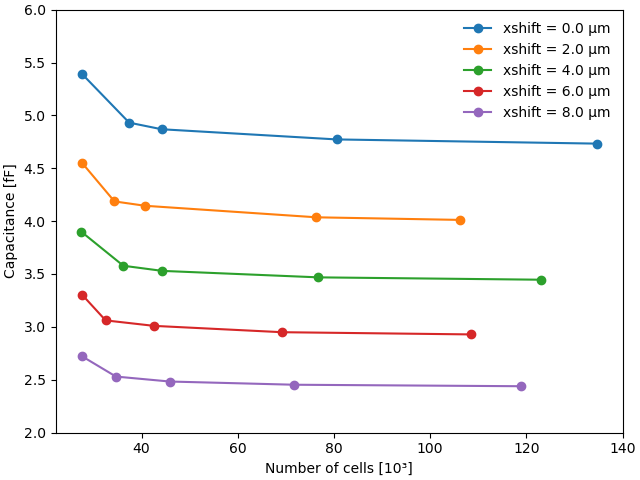 6.0
5.5
5.0
4.5
4.0
3.5
3.0
2.5
2.0
Capacitance [fF]
xshift = 0.0 μm
xshift = 2.0 μm
xshift = 4.0 μm
xshift = 6.0 μm
xshift = 8.0 μm
40 60 80 100 120 140
Number of cells [10³]